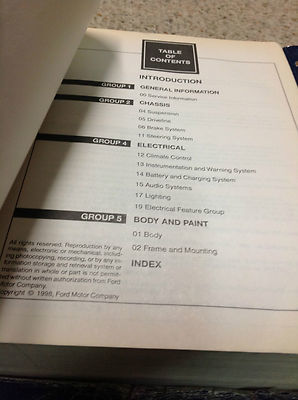 TABLE
OF
CONTENTS
INTRODUCTION
GROUP 1 GENERAL INFORMATION
00 Service Information
GROUP 2 CHASSIS
04 Suspension
05 Driveline
06 Brake System
11 Steering System
GROUP 4 ELECTRICAL
12 Climate Control
13 Instrumentation and Warning System
14 Battery and Charging System
15 Audio Systems
17 Lighting
19 Electrical Feature Group
GROUP 5 BODY AND PAINT
01 Body
02 Frame and Mounting
INDEX
All rights reserved. Reproduction by any
means, electronic or mechanical, includ-
ing photocopying, recording, or by any in-
formation storage and retrieval system or
translation in whole or part is not permit-
ted without written authorization from Ford
Motor Company.
Copyright © 1998, Ford Motor Company